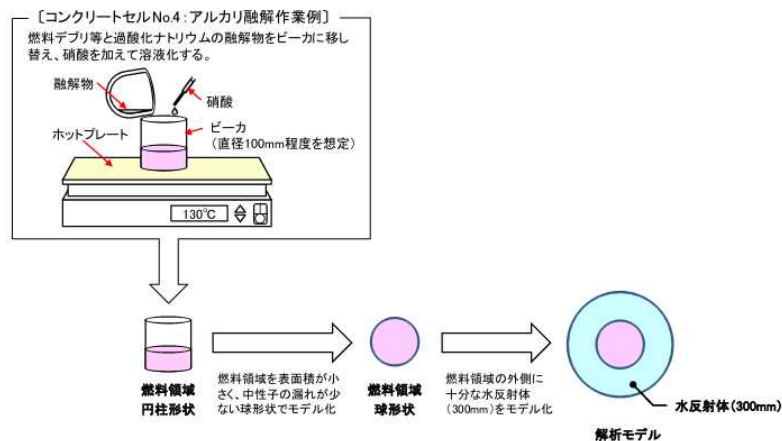 ［コンクリートセルNo.4：アルカリ融解作業例］
燃料デブリ等と過酸化ナトリウムの融解物をビーカに移し
替え、硝酸を加えて溶液化する。
融解物
硝酸
ビーカ
（直径100mm程度を想定）
ホットプレート
130℃
燃料領域
円柱形状
燃料領域を表面積が小
さく、中性子の漏れが少
ない球形状でモデル化
燃料領域
球形状
燃料領域の外側に
十分な水反射体
（300mm）をモデル化
水反射体（300mm）
解析モデル